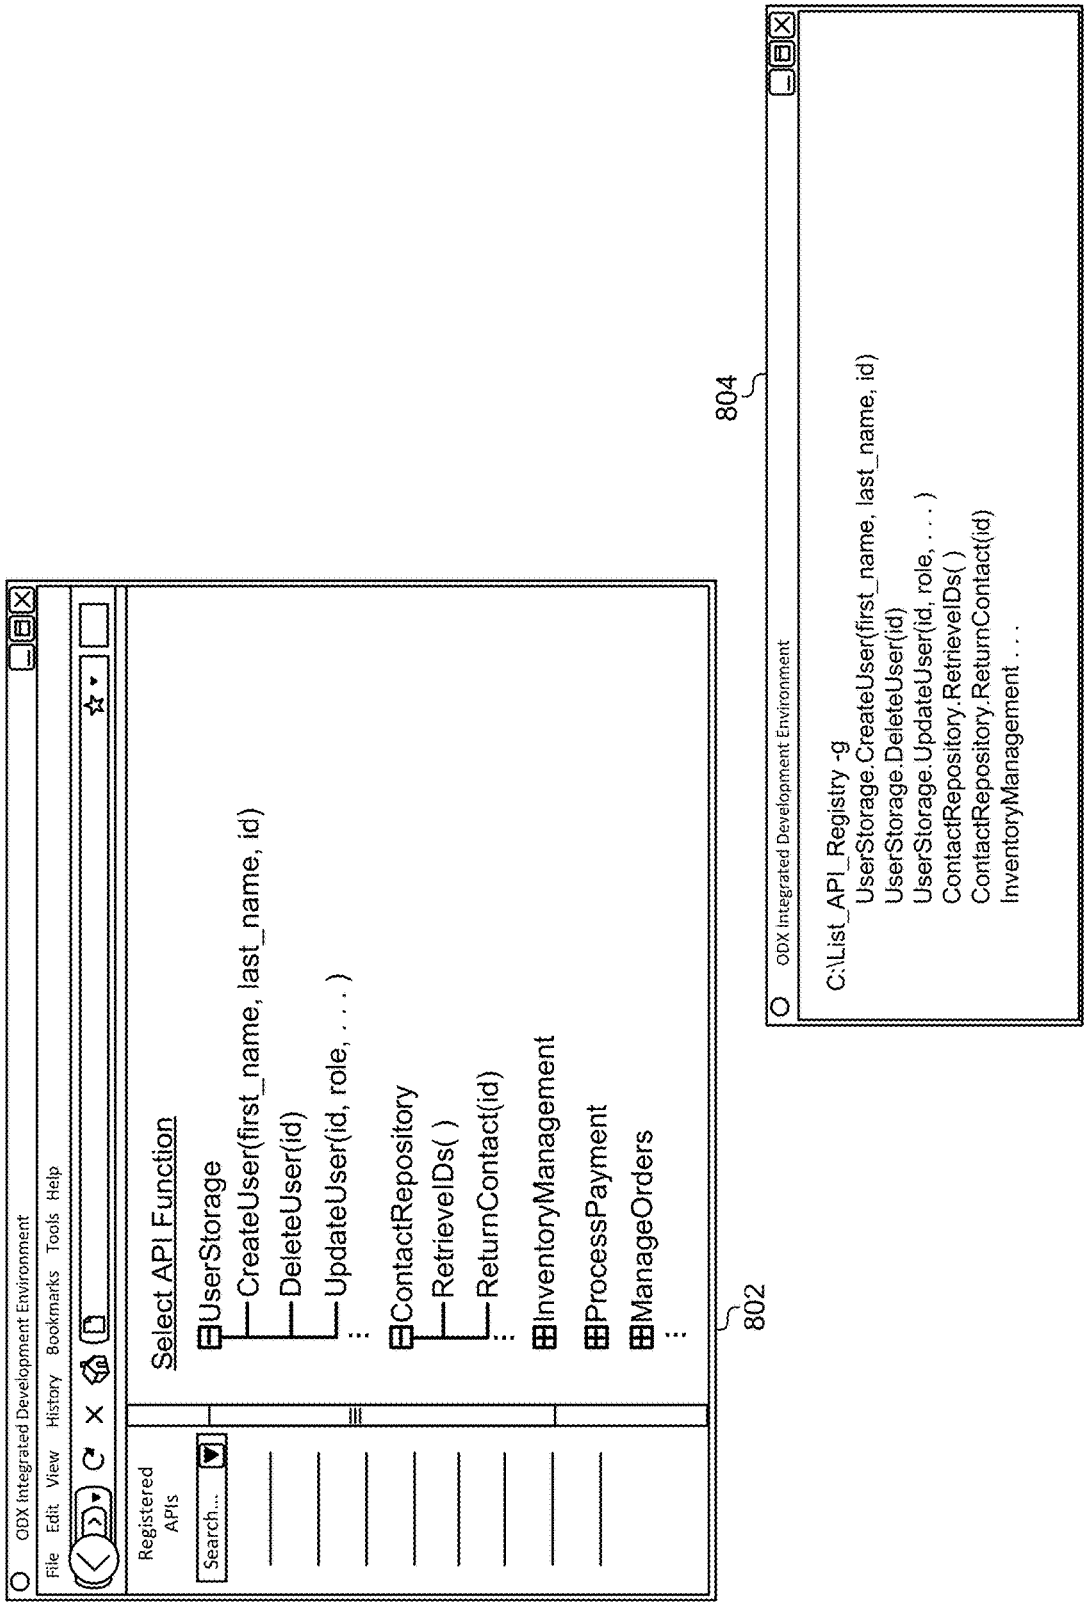 ODX Integrated Development Environment
File Edit View History Bookmarks Tools Help
Registered
APIs
Search...
Select API Function
UserStorage
CreateUser(first_name, last_name, id)
DeleteUser(id)
UpdateUser(id, role, . . . )
ContactRepository
RetrieveIDs( )
ReturnContact(id)
InventoryManagement
ProcessPayment
ManageOrders
802
804
ODX Integrated Development Environment
C:\List_API_Registry -g
UserStorage.CreateUser(first_name, last_name, id)
UserStorage.DeleteUser(id)
UserStorage.UpdateUser(id, role, . . . )
ContactRepository.RetrieveIDs( )
ContactRepository.ReturnContact(id)
InventoryManagement . . .